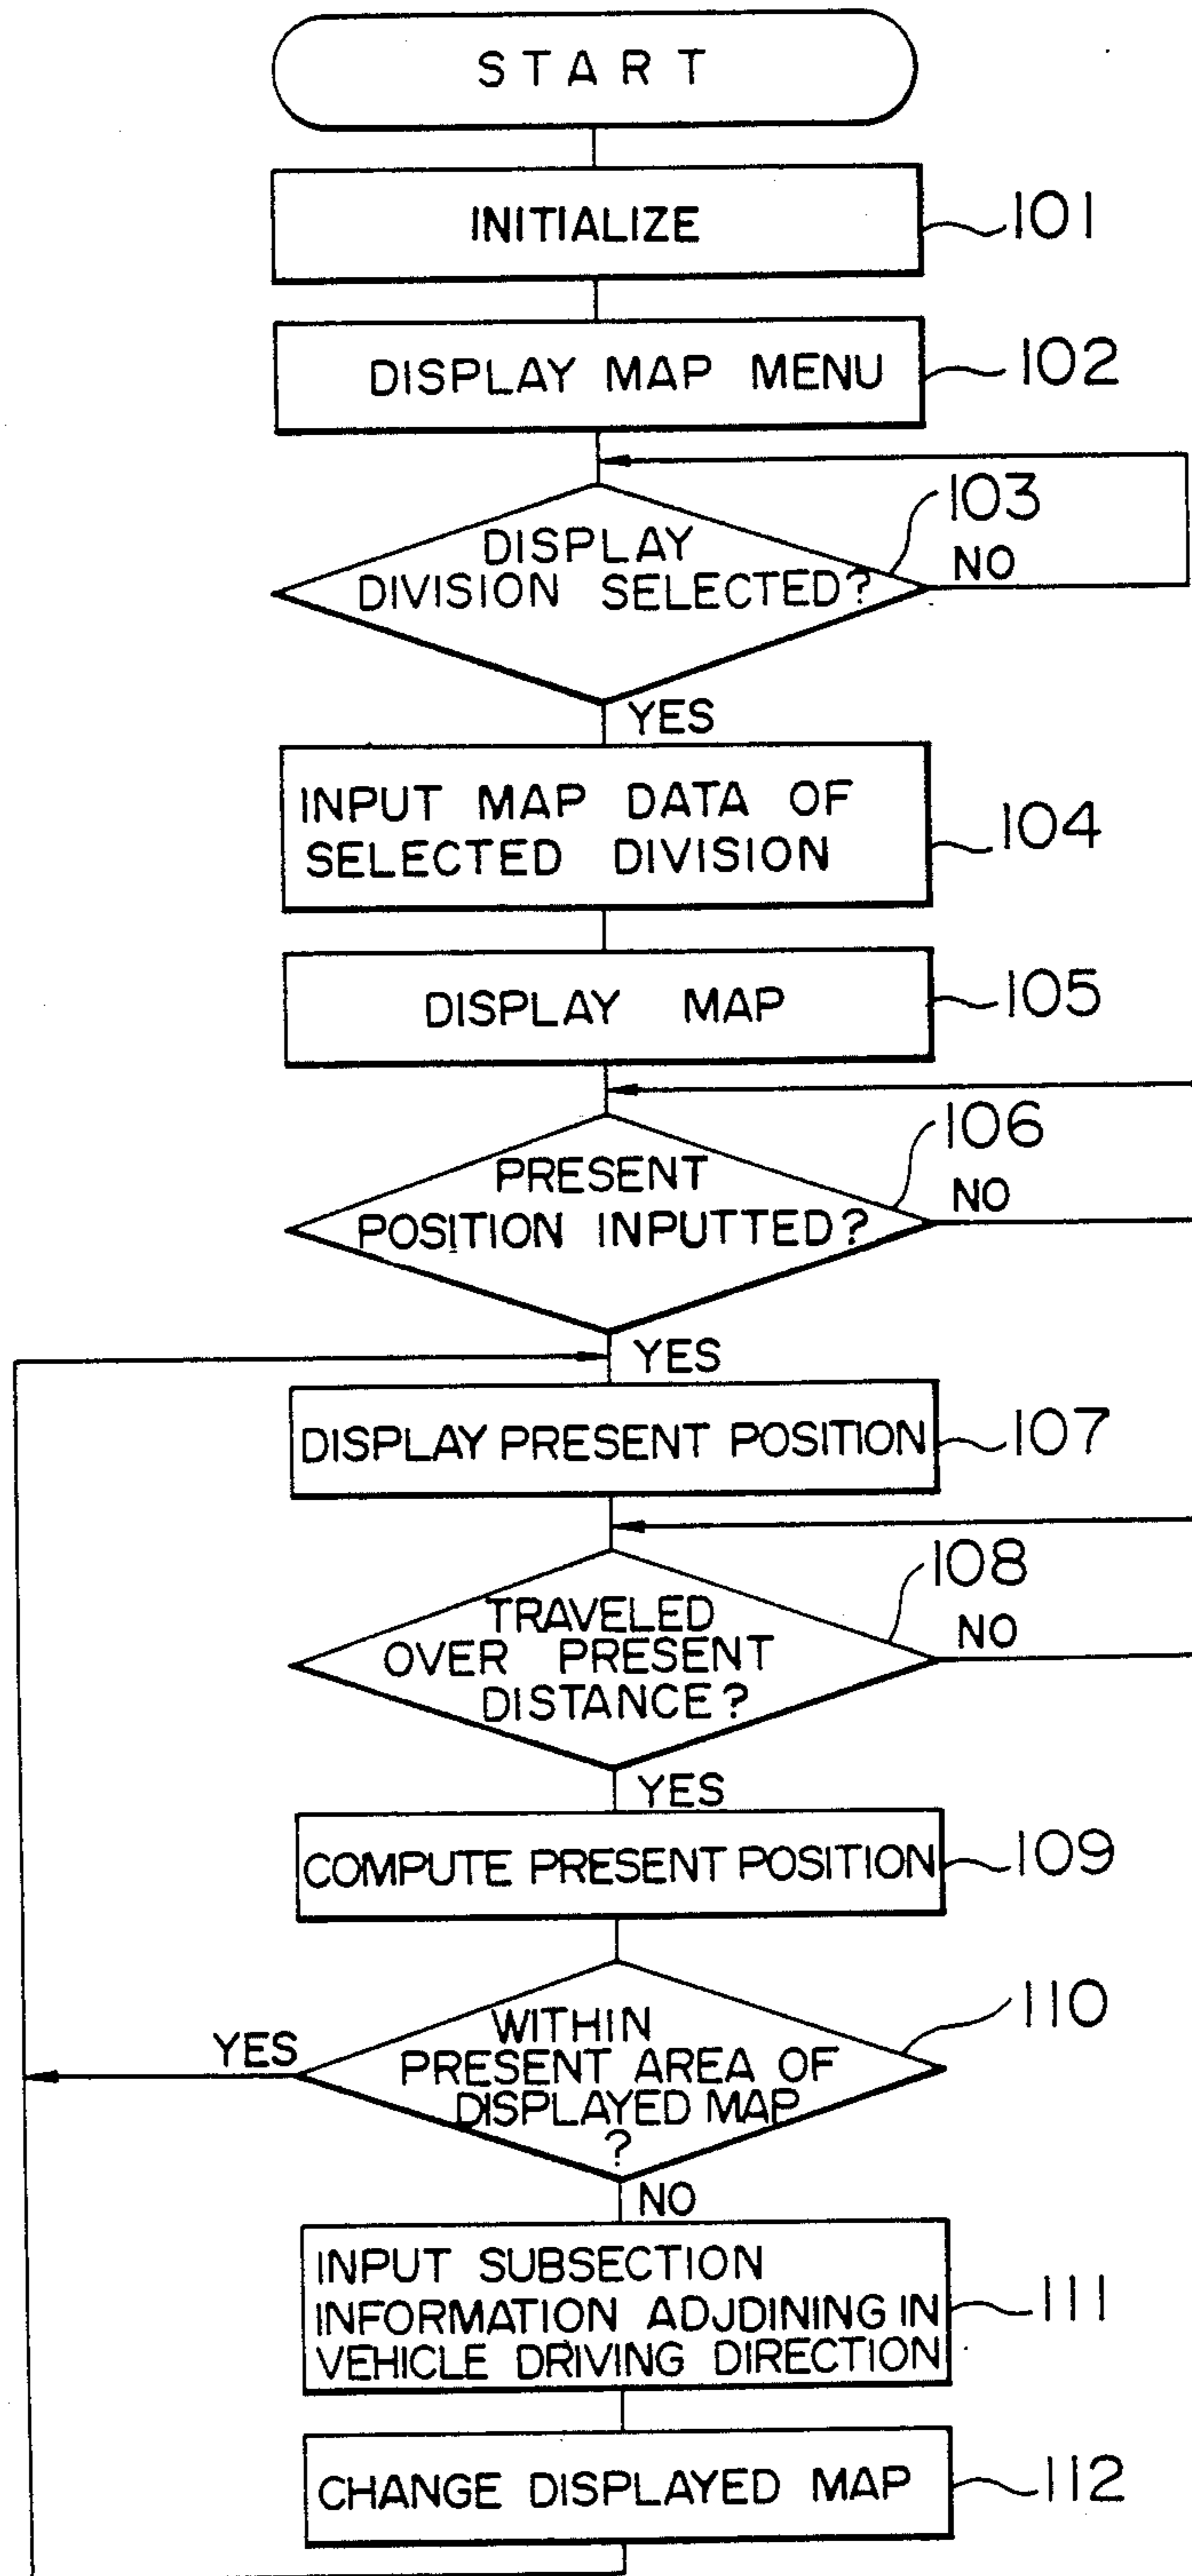 START
INITIALIZE
101
DISPLAY MAP MENU
102
103
DISPLAY
DIVISION SELECTED?
NO
YES
INPUT MAP DATA OF
SELECTED DIVISION
104
DISPLAY MAP
105
106
PRESENT
POSITION INPUTTED?
NO
YES
DISPLAY PRESENT POSITION
107
108
TRAVELED
OVER PRESENT
DISTANCE?
NO
YES
COMPUTE PRESENT POSITION
109
110
WITHIN
PRESENT AREA OF
DISPLAYED MAP
?
YES
NO
INPUT SUBSECTION
INFORMATION ADJDINING IN
VEHICLE DRIVING DIRECTION
111
CHANGE DISPLAYED MAP
112